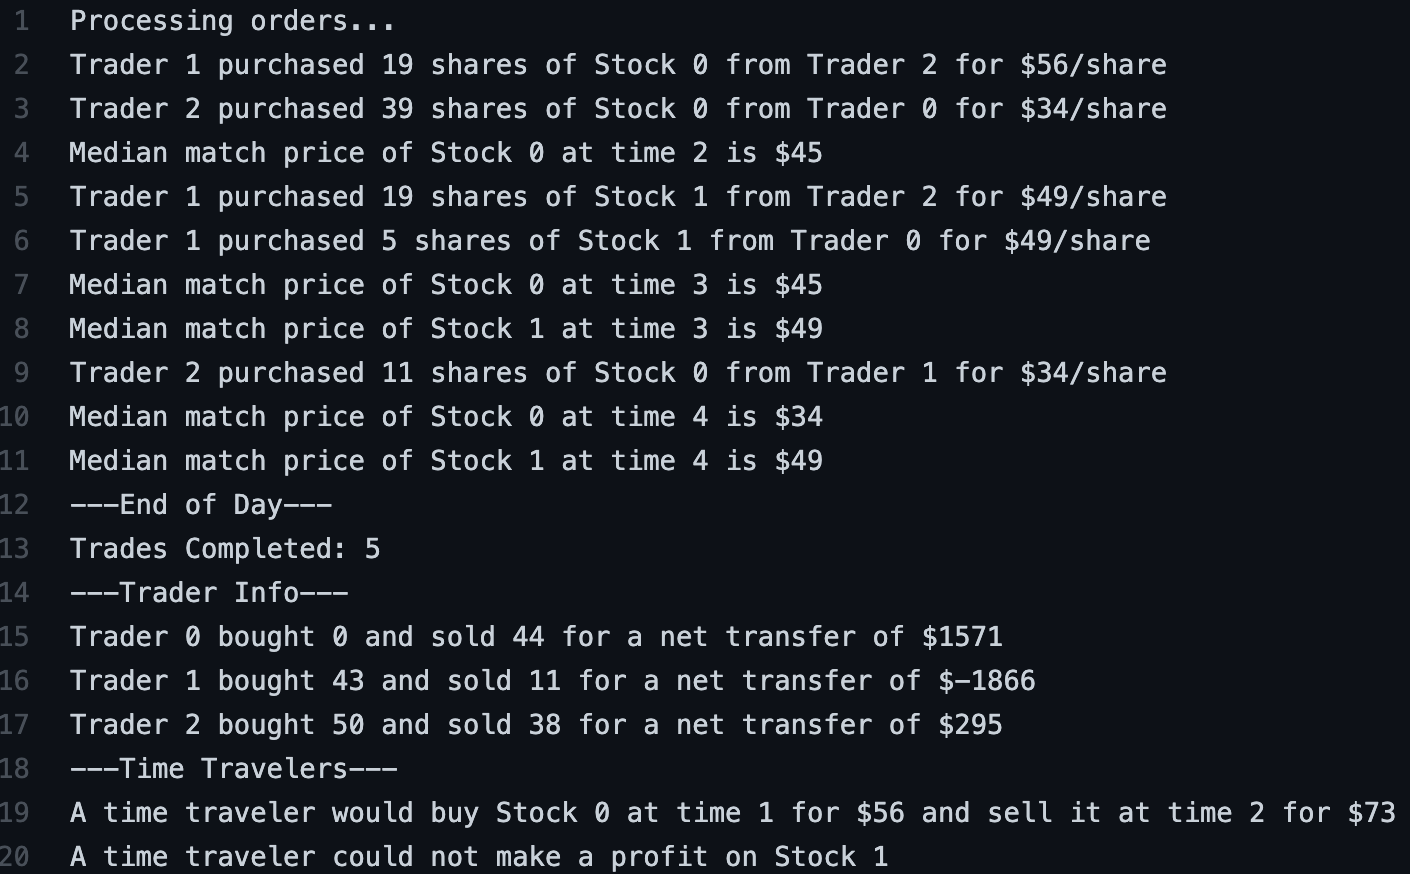 1 Processing orders...
2 Trader 1 purchased 19 shares of Stock 0 from Trader 2 for $56/share
3 Trader 2 purchased 39 shares of Stock 0 from Trader 0 for $34/share
4 Median match price of Stock 0 at time 2 is $45
5 Trader 1 purchased 19 shares of Stock 1 from Trader 2 for $49/share
6 Trader 1 purchased 5 shares of Stock 1 from Trader 0 for $49/share
7 Median match price of Stock 0 at time 3 is $45
8 Median match price of Stock 1 at time 3 is $49
9 Trader 2 purchased 11 shares of Stock 0 from Trader 1 for $34/share
10 Median match price of Stock 0 at time 4 is $34
11 Median match price of Stock 1 at time 4 is $49
12 ---End of Day---
13 Trades Completed: 5
14 ---Trader Info---
15 Trader 0 bought 0 and sold 44 for a net transfer of $1571
16 Trader 1 bought 43 and sold 11 for a net transfer of $-1866
17 Trader 2 bought 50 and sold 38 for a net transfer of $295
18 ---Time Travelers---
19 A time traveler would buy Stock 0 at time 1 for $56 and sell it at time 2 for $73
20 A time traveler could not make a profit on Stock 1